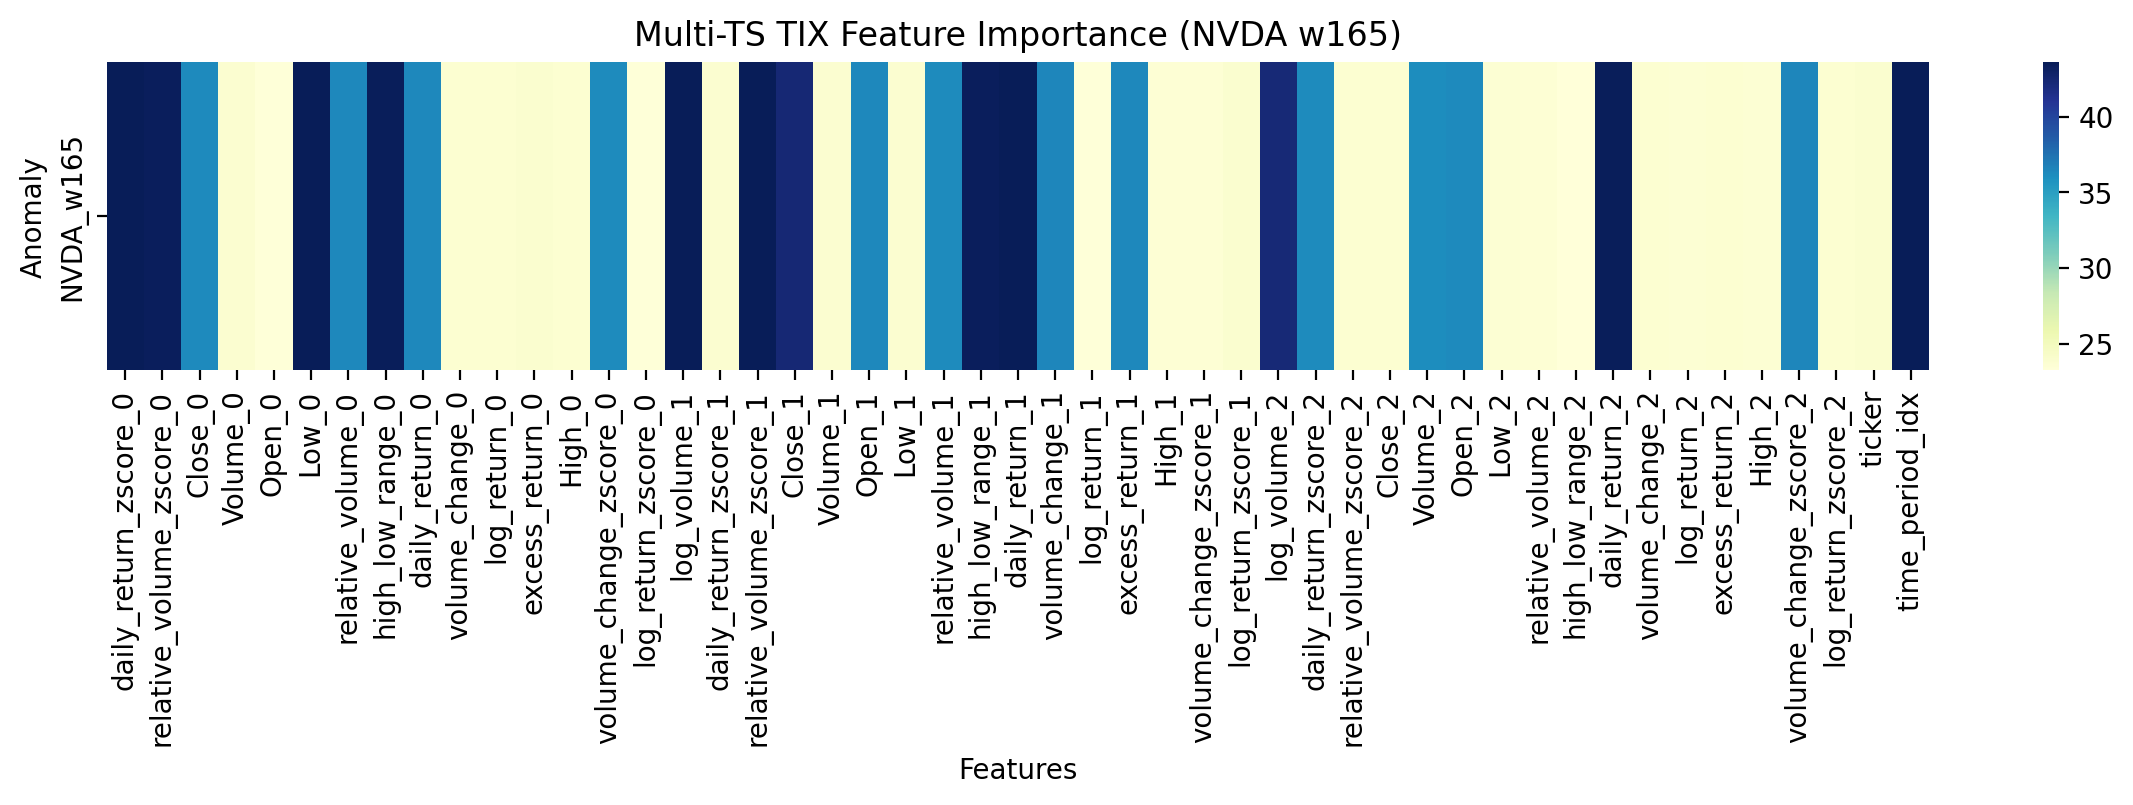 Multi-TS TIX Feature Importance (NVDA w165)
Anomaly
NVDA_w165
40
35
30
25
daily_return_zscore_0
relative_volume_zscore_0
Close_0
Volume_0
Open_0
Low_0
relative_volume_0
high_low_range_0
daily_return_0
volume_change_0
log_return_0
excess_return_0
High_0
volume_change_zscore_0
log_return_zscore_0
log_volume_1
daily_return_zscore_1
relative_volume_zscore_1
Close_1
Volume_1
Open_1
Low_1
relative_volume_1
high_low_range_1
daily_return_1
volume_change_1
log_return_1
excess_return_1
High_1
volume_change_zscore_1
log_return_zscore_1
log_volume_2
daily_return_zscore_2
relative_volume_zscore_2
Close_2
Volume_2
Open_2
Low_2
relative_volume_2
high_low_range_2
daily_return_2
volume_change_2
log_return_2
excess_return_2
High_2
volume_change_zscore_2
log_return_zscore_2
ticker
time_period_idx
Features